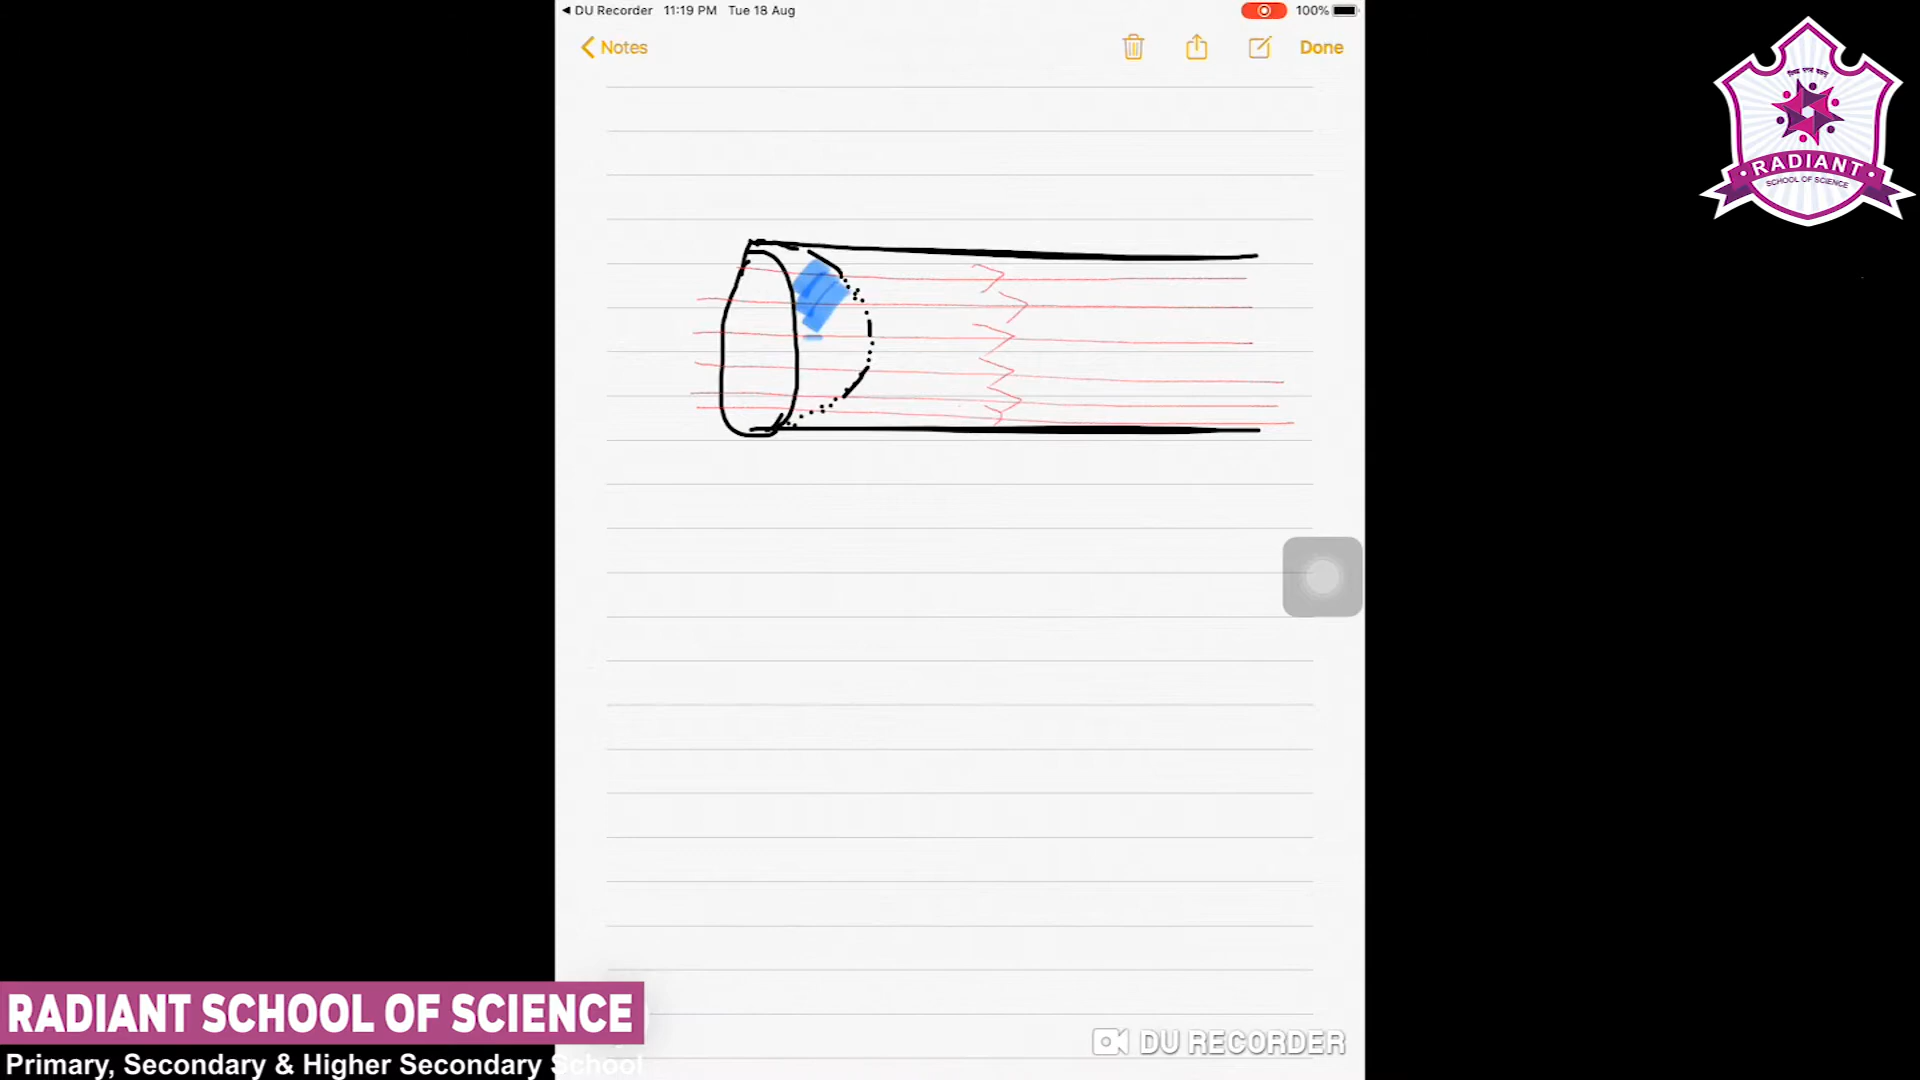 DU Recorder 11:19 PM Tue 18 Aug 100%
Notes Done
RADIANT
SCHOOL OF SCIENCE
RADIANT SCHOOL OF SCIENCE
Primary, Secondary & Higher Secondary School
DU RECORDER